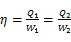 η = Q₁/W₁ = Q₂/W₂